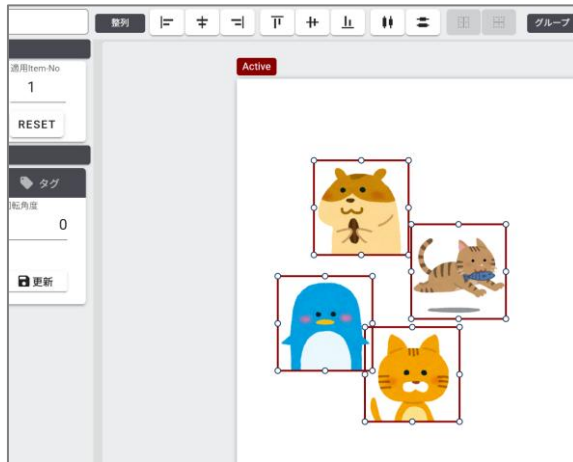 整列
グループ
適用Item-No
1
RESET
Active
タグ
回転角度
0
更新